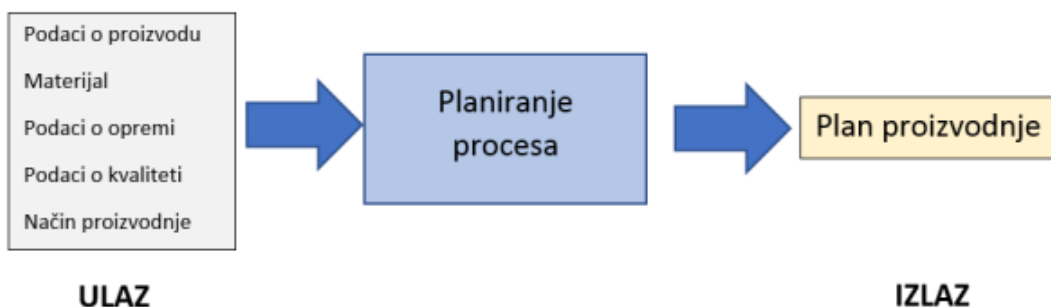 Podaci o proizvodu
Materijal
Podaci o opremi
Podaci o kvaliteti
Način proizvodnje
Planiranje
procesa
Plan proizvodnje
ULAZ
IZLAZ